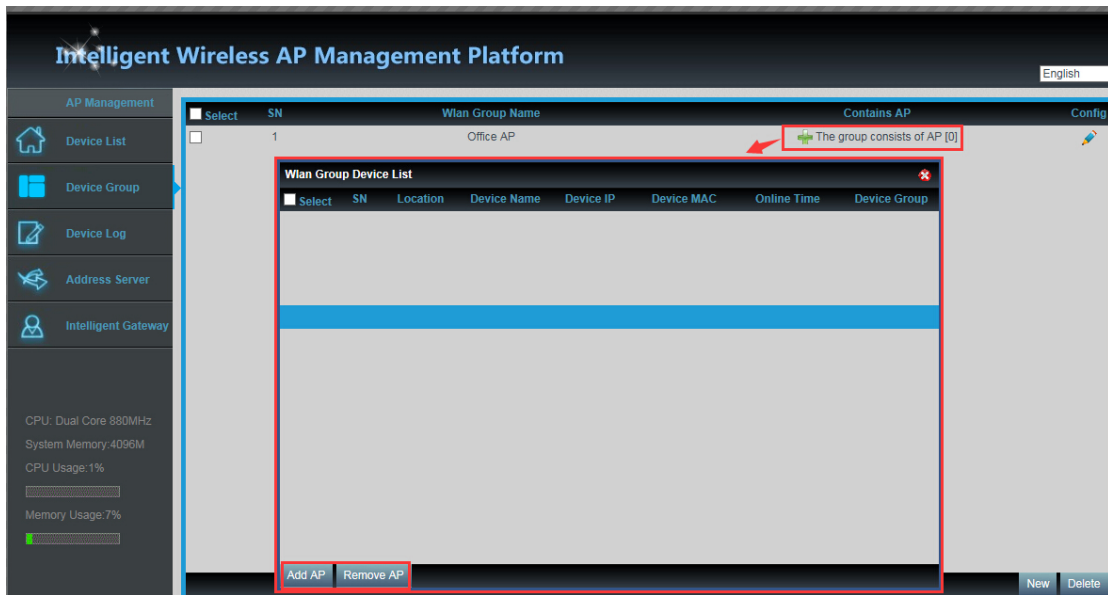 Intelligent Wireless AP Management Platform
English
AP Management
Device List
Device Group
Device Log
Address Server
Intelligent Gateway
CPU: Dual Core 880MHz
System Memory:4096M
CPU Usage:1%
Memory Usage:7%
Select SN Wlan Group Name Contains AP Config
1 Office AP The group consists of AP [0]
Wlan Group Device List
Select SN Location Device Name Device IP Device MAC Online Time Device Group
Add AP Remove AP
New Delete